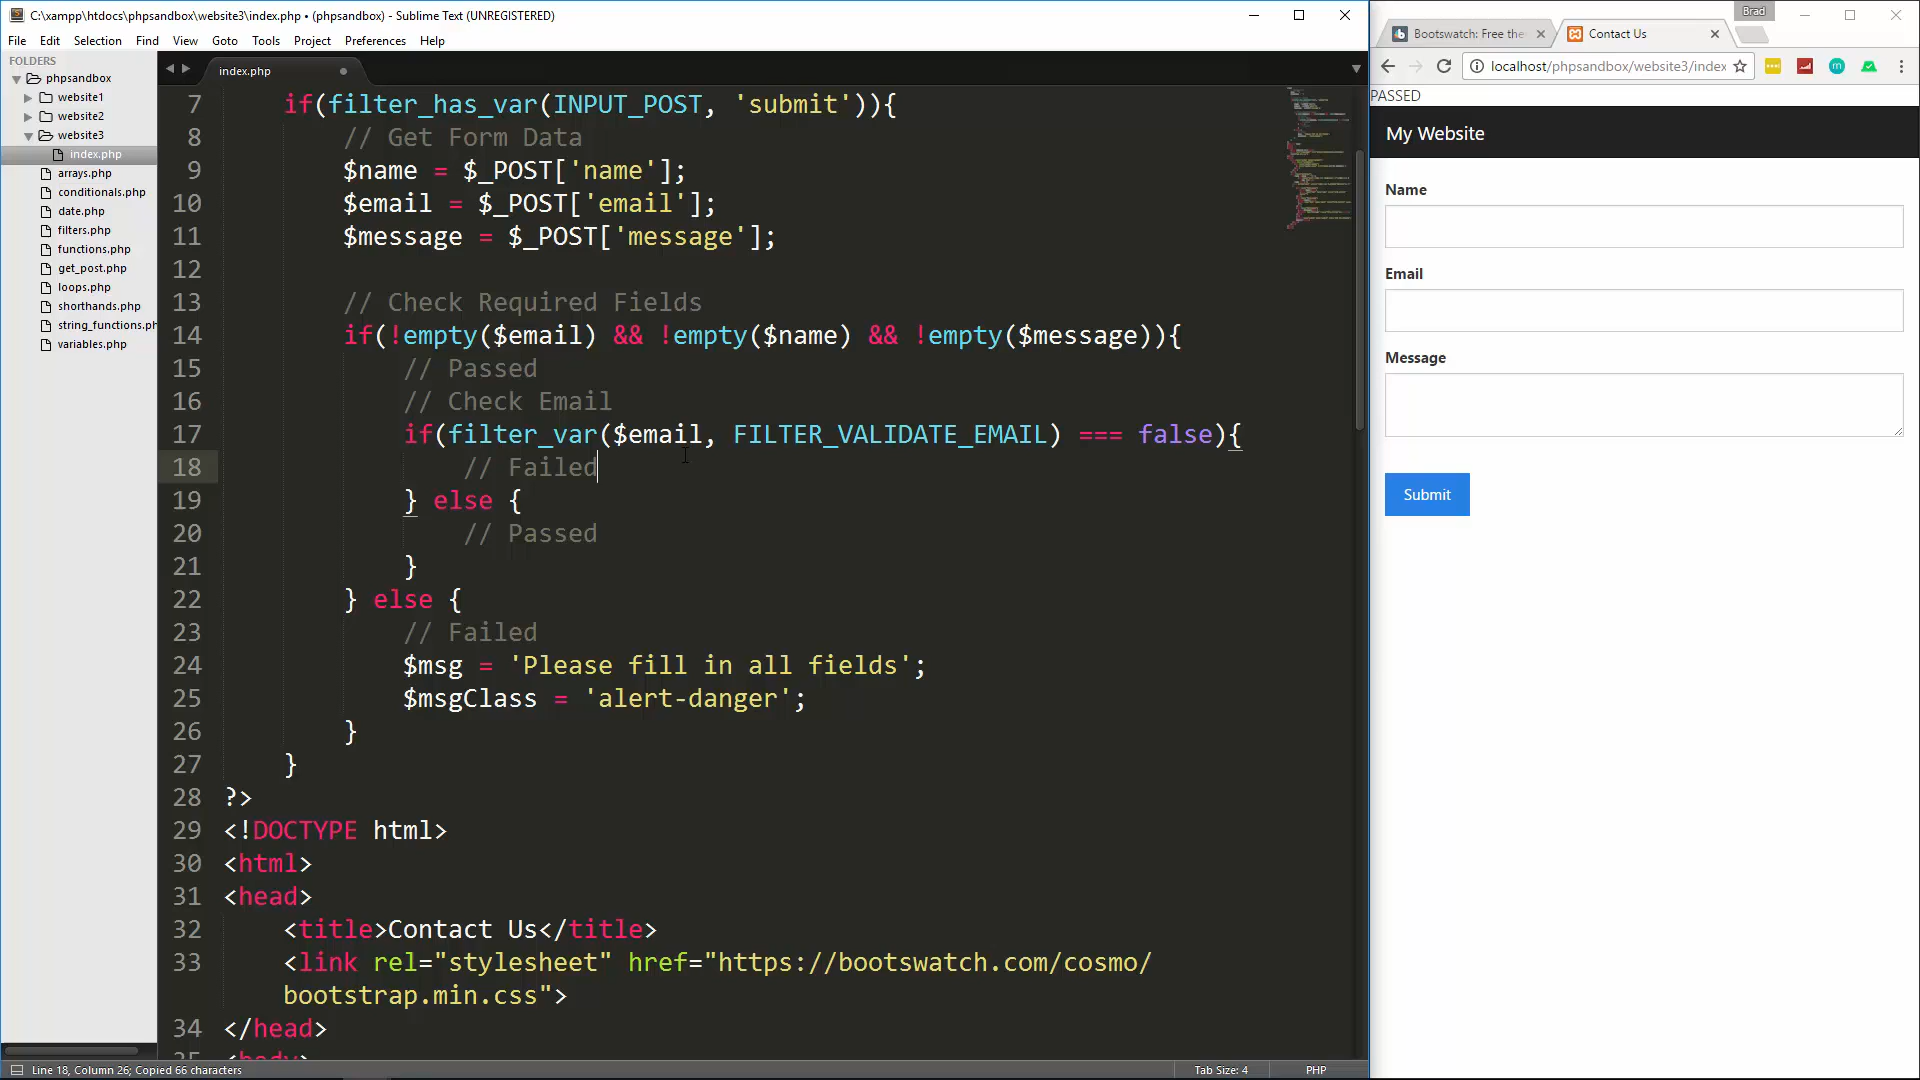 C:\xampp\htdocs\phpsandbox\website3\index.php • (phpsandbox) - Sublime Text (UNREGISTERED)
File Edit Selection Find View Goto Tools Project Preferences Help
FOLDERS
phpsandbox
website1
website2
website3
index.php
arrays.php
conditionals.php
date.php
filters.php
functions.php
get_post.php
loops.php
shorthands.php
string_functions.ph
variables.php
index.php
7 if(filter_has_var(INPUT_POST, 'submit')){
8 // Get Form Data
9 $name = $_POST['name'];
10 $email = $_POST['email'];
11 $message = $_POST['message'];
12
13 // Check Required Fields
14 if(!empty($email) && !empty($name) && !empty($message)){
15 // Passed
16 // Check Email
17 if(filter_var($email, FILTER_VALIDATE_EMAIL) === false){
18 // Failed
19 } else {
20 // Passed
21 }
22 } else {
23 // Failed
24 $msg = 'Please fill in all fields';
25 $msgClass = 'alert-danger';
26 }
27 }
28 ?>
29 <!DOCTYPE html>
30 <html>
31 <head>
32 <title>Contact Us</title>
33 <link rel="stylesheet" href="https://bootswatch.com/cosmo/
bootstrap.min.css">
34 </head>
35 <body>
Line 18, Column 26; Copied 66 characters
Tab Size: 4 PHP
Brad
Bootswatch: Free the
Contact Us
localhost/phpsandbox/website3/index
PASSED
My Website
Name
Email
Message
Submit